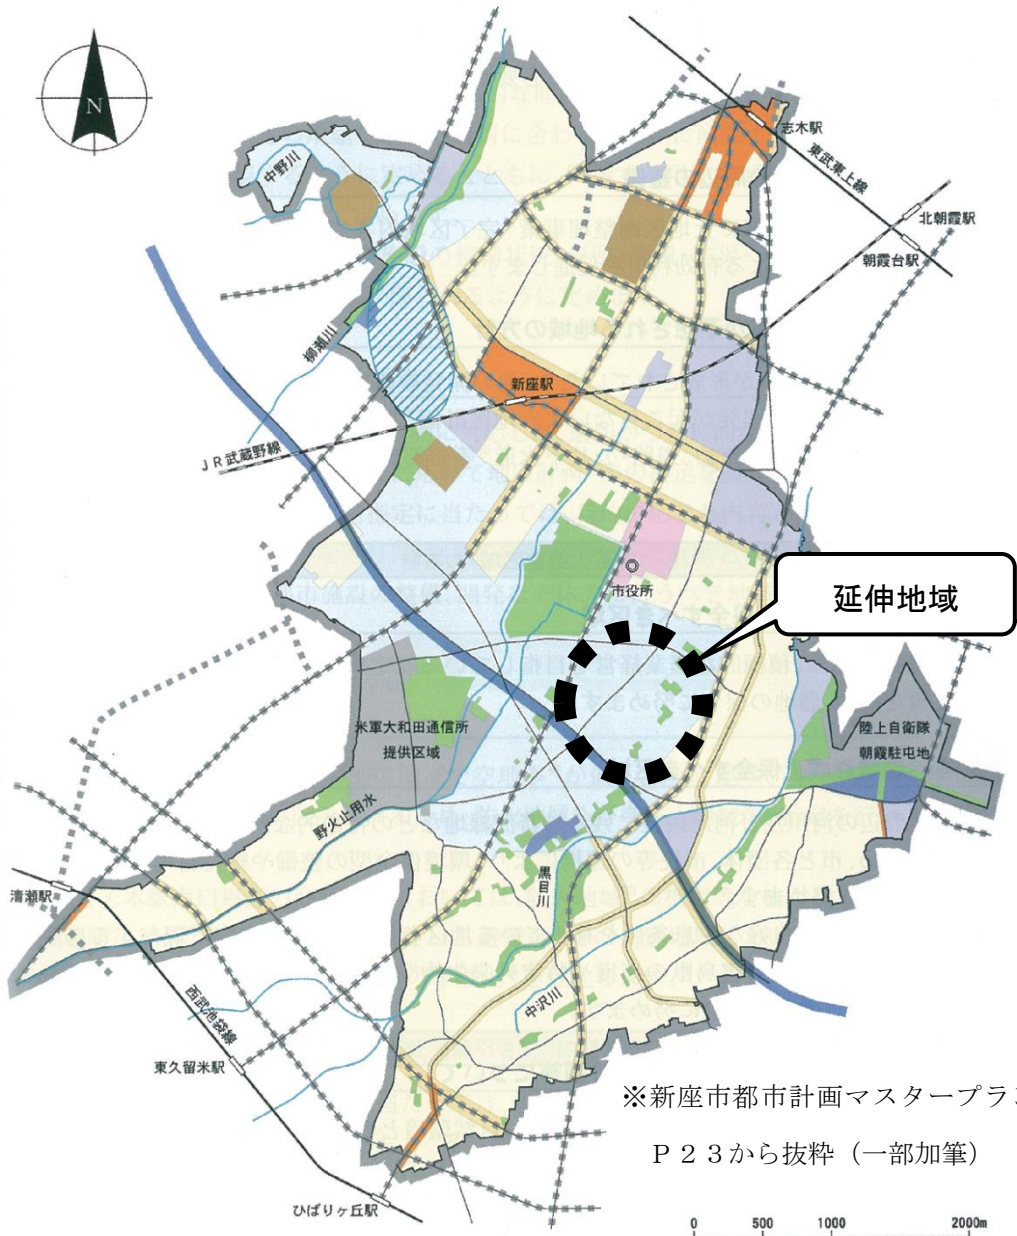 N
志木駅
東武東上線
中野川
北朝霞駅
朝霞台駅
柳瀬川
新座駅
JR武蔵野線
市役所
延伸地域
米軍大和田通信所
提供区域
陸上自衛隊
朝霞駐屯地
野火止用水
黒目川
清瀬駅
中沢川
西武池袋線
東久留米駅
※新座市都市計画マスタープラ
P23から抜粋（一部加筆）
ひばりヶ丘駅
0 500 1000 2000m